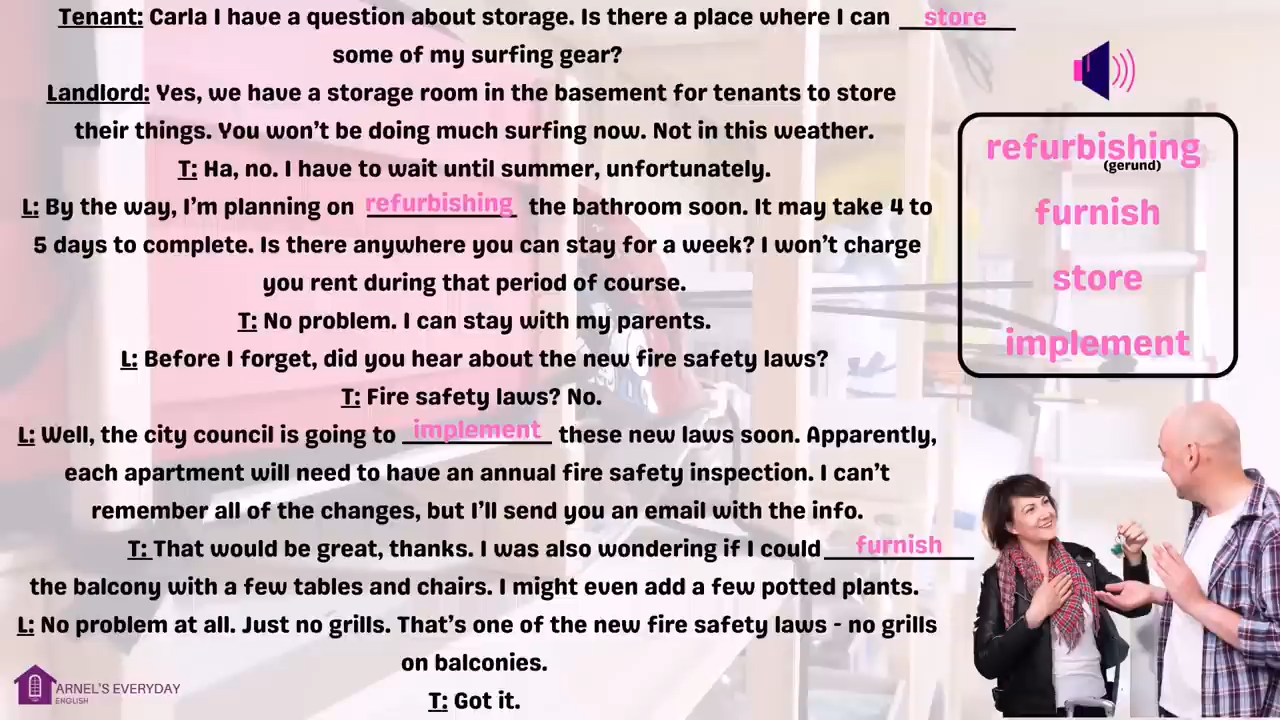 Tenant: Carla I have a question about storage. Is there a place where I can store
some of my surfing gear?
Landlord: Yes, we have a storage room in the basement for tenants to store
their things. You won't be doing much surfing now. Not in this weather.
T: Ha, no. I have to wait until summer, unfortunately.
L: By the way, I'm planning on refurbishing the bathroom soon. It may take 4 to
5 days to complete. Is there anywhere you can stay for a week? I won't charge
you rent during that period of course.
T: No problem. I can stay with my parents.
L: Before I forget, did you hear about the new fire safety laws?
T: Fire safety laws? No.
L: Well, the city council is going to implement these new laws soon. Apparently,
each apartment will need to have an annual fire safety inspection. I can't
remember all of the changes, but I'll send you an email with the info.
T: That would be great, thanks. I was also wondering if I could furnish
the balcony with a few tables and chairs. I might even add a few potted plants.
L: No problem at all. Just no grills. That's one of the new fire safety laws - no grills
on balconies.
T: Got it.
refurbishing
(gerund)
furnish
store
implement
ARNEL'S EVERYDAY
ENGLISH